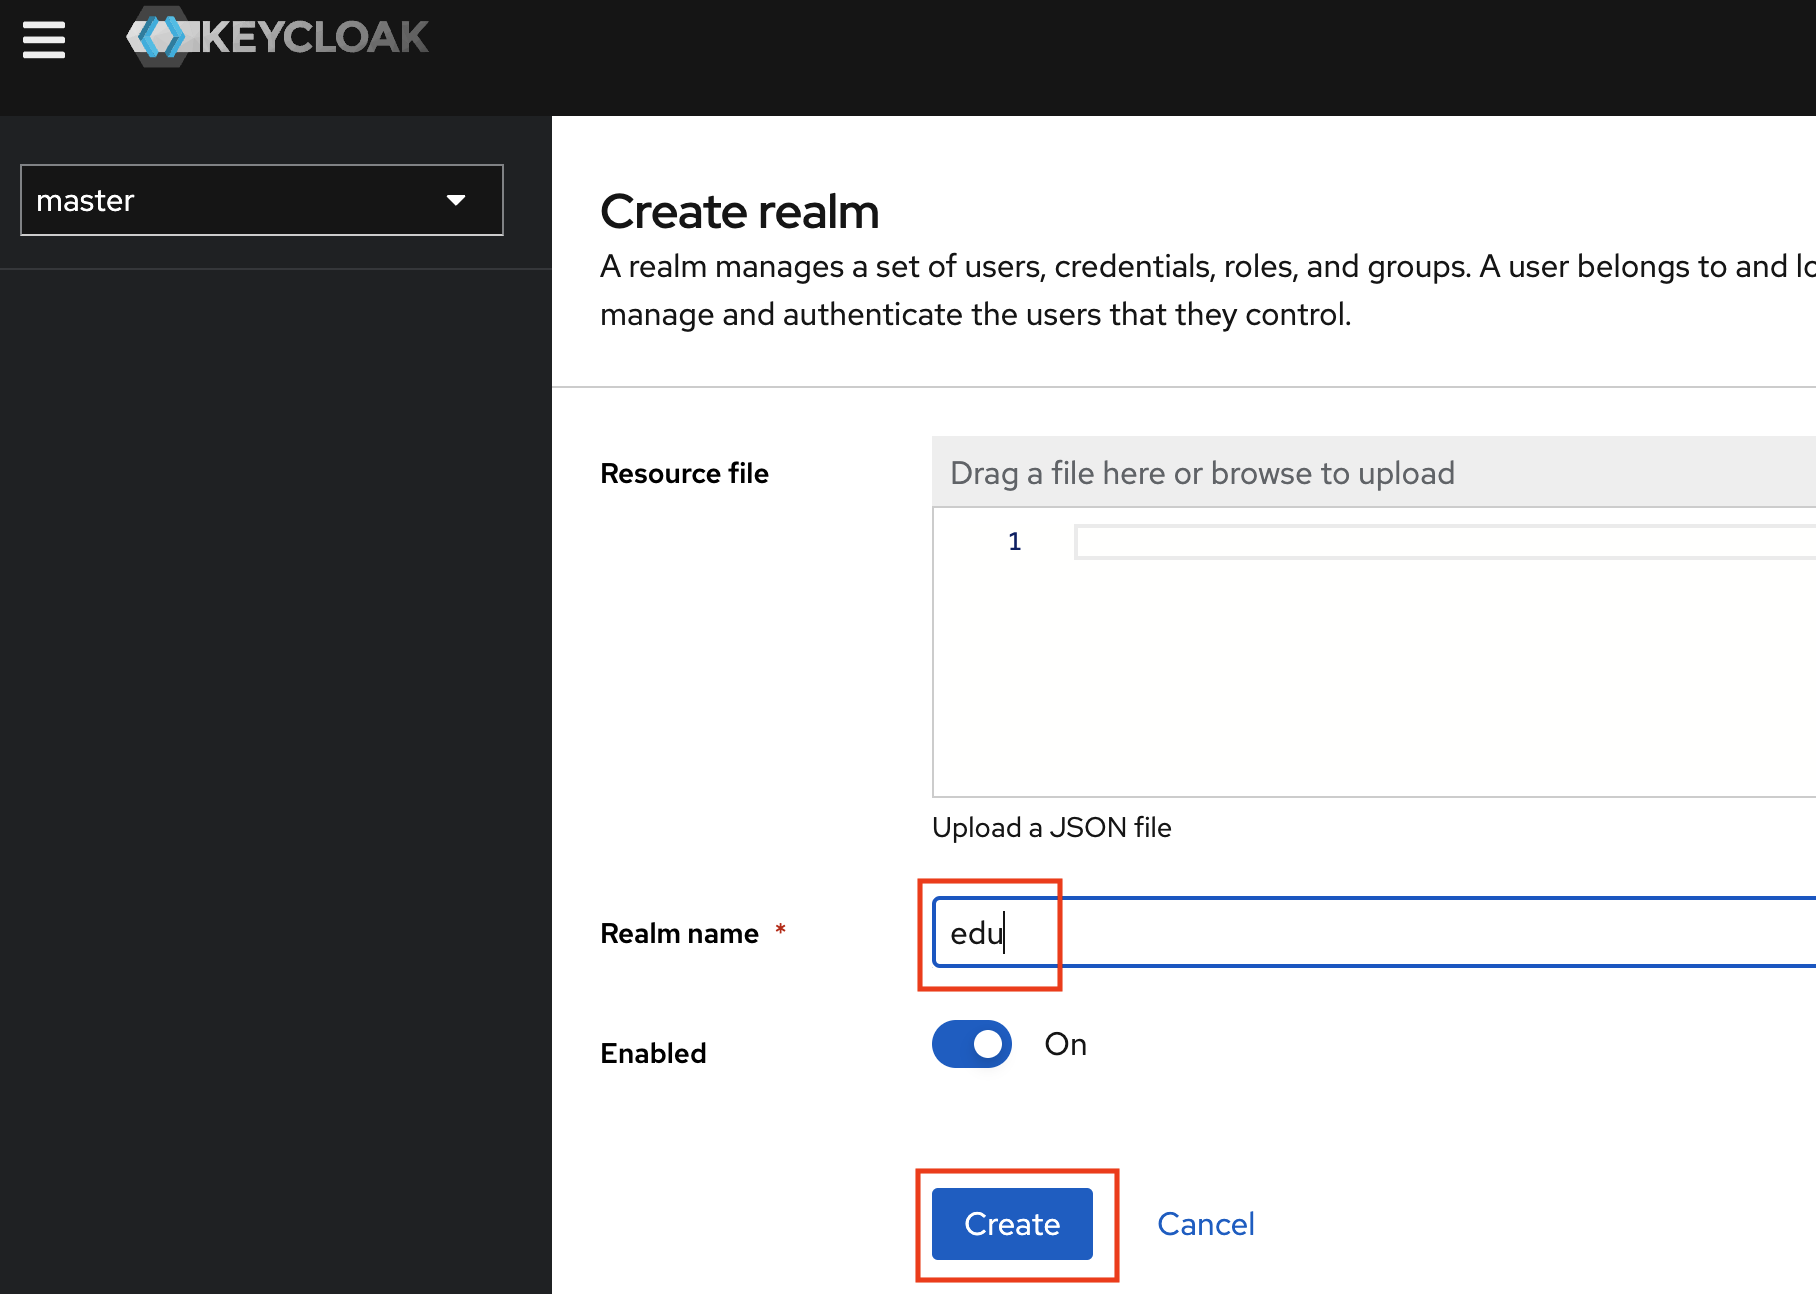 KEYCLOAK
master
Create realm
A realm manages a set of users, credentials, roles, and groups. A user belongs to and
manage and authenticate the users that they control.
Resource file
Drag a file here or browse to upload
1
Upload a JSON file
Realm name *
edu
Enabled
On
Create
Cancel